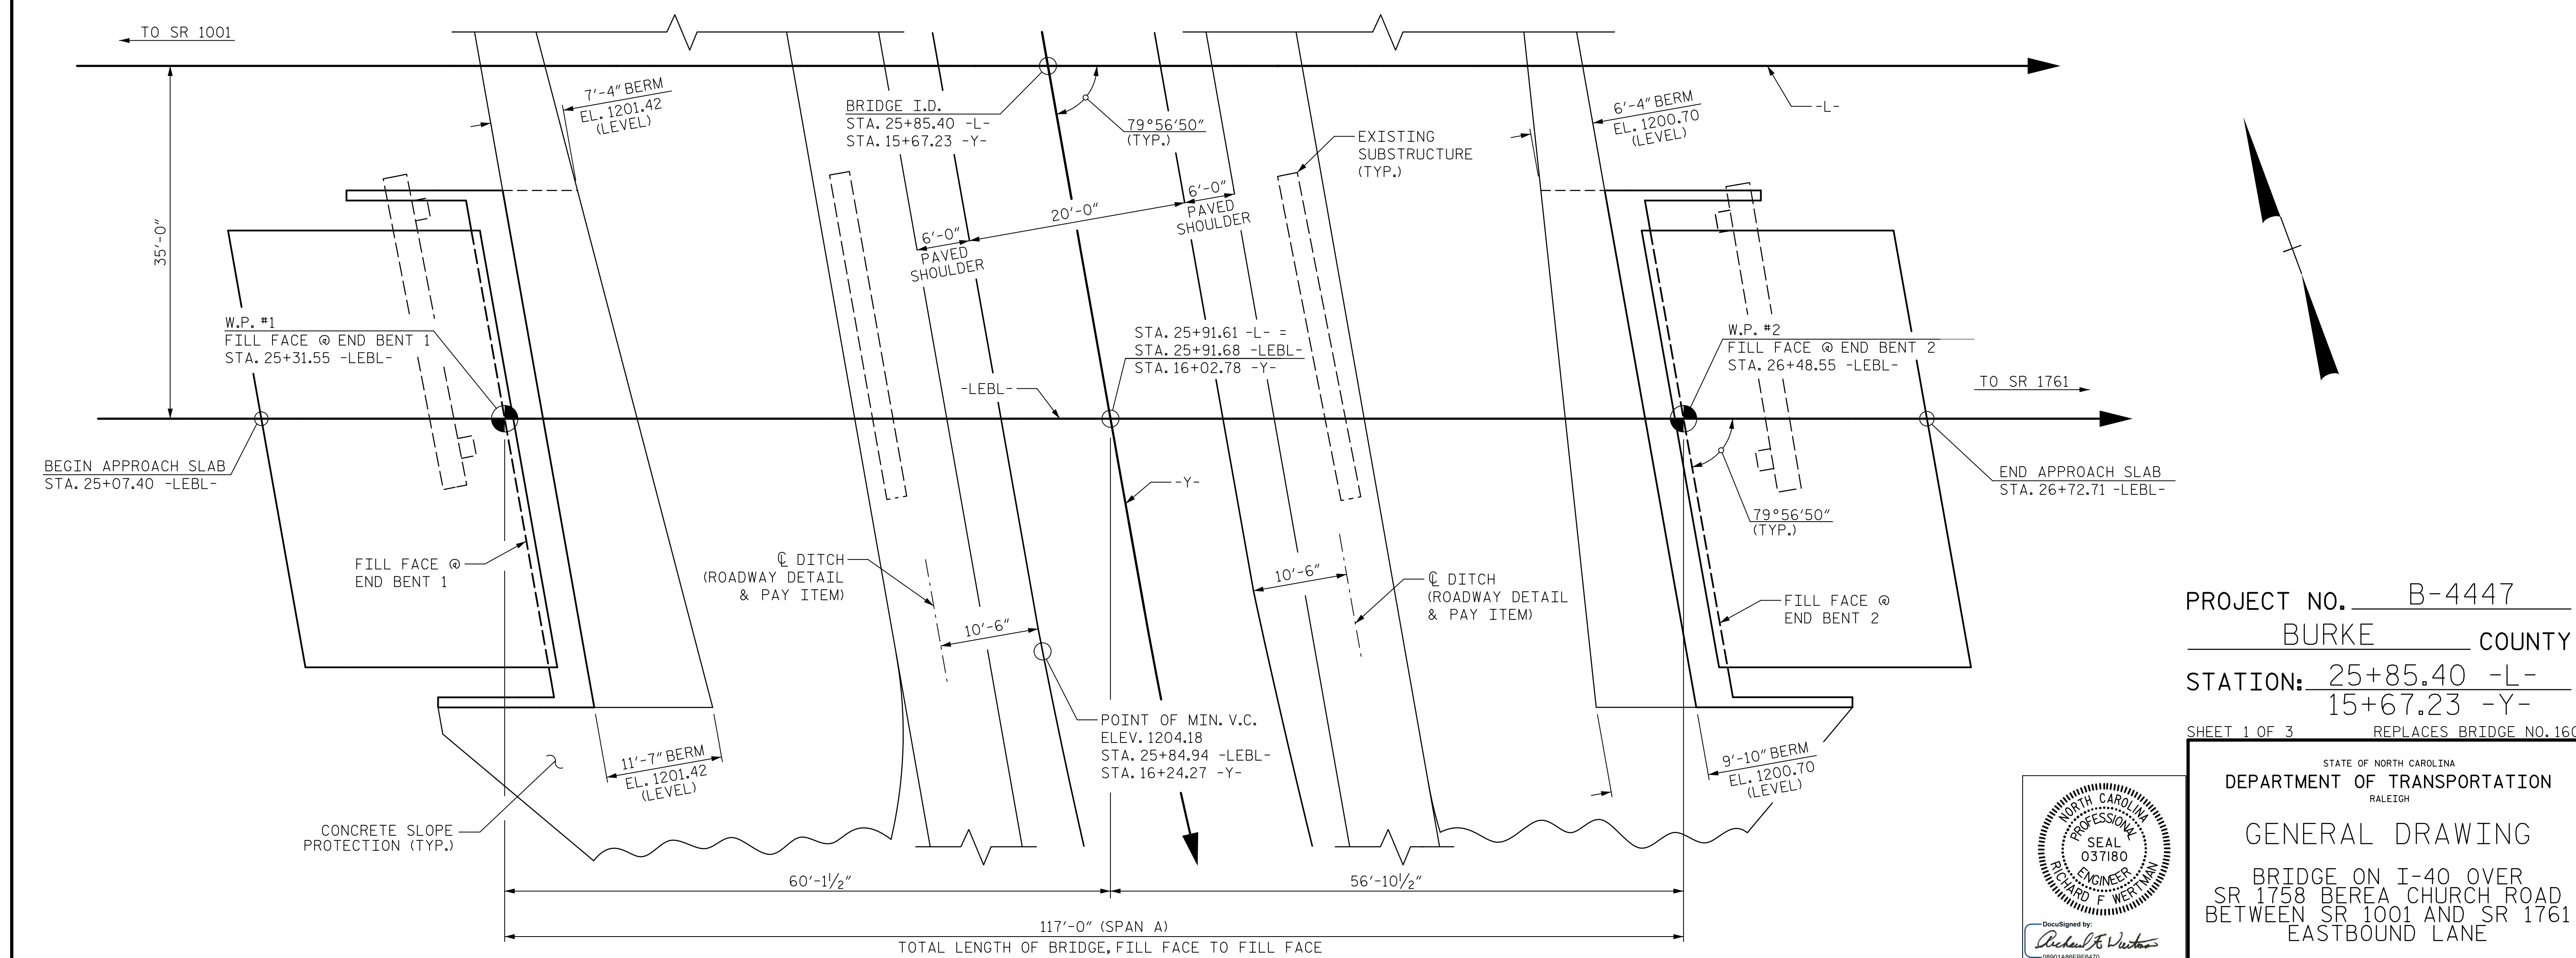 TO SR 1001
7'-4" BERM
EL. 1201.42
(LEVEL)
BRIDGE I.D.
STA. 25+85.40 -L-
STA. 15+67.23 -Y-
79°56'50"
(TYP.)
EXISTING
SUBSTRUCTURE
(TYP.)
6'-4" BERM
EL. 1200.70
(LEVEL)
-L-
35'-0"
6'-0"
PAVED
SHOULDER
20'-0"
6'-0"
PAVED
SHOULDER
W.P. #1
FILL FACE @ END BENT 1
STA. 25+31.55 -LEBL-
STA. 25+91.61 -L- =
STA. 25+91.68 -LEBL-
STA. 16+02.78 -Y-
W.P. #2
FILL FACE @ END BENT 2
STA. 26+48.55 -LEBL-
-LEBL-
TO SR 1761
BEGIN APPROACH SLAB
STA. 25+07.40 -LEBL-
-Y-
END APPROACH SLAB
STA. 26+72.71 -LEBL-
79°56'50"
(TYP.)
FILL FACE @
END BENT 1
℄ DITCH
(ROADWAY DETAIL
& PAY ITEM)
10'-6"
10'-6"
℄ DITCH
(ROADWAY DETAIL
& PAY ITEM)
FILL FACE @
END BENT 2
POINT OF MIN. V.C.
ELEV. 1204.18
STA. 25+84.94 -LEBL-
STA. 16+24.27 -Y-
11'-7" BERM
EL. 1201.42
(LEVEL)
9'-10" BERM
EL. 1200.70
(LEVEL)
CONCRETE SLOPE
PROTECTION (TYP.)
60'-1½"
56'-10½"
117'-0" (SPAN A)
TOTAL LENGTH OF BRIDGE, FILL FACE TO FILL FACE
PROJECT NO. B-4447
BURKE COUNTY
STATION: 25+85.40 -L-
15+67.23 -Y-
SHEET 1 OF 3 REPLACES BRIDGE NO.
STATE OF NORTH CAROLINA
DEPARTMENT OF TRANSPORTATION
RALEIGH
GENERAL DRAWING
BRIDGE ON I-40 OVER
SR 1758 BEREA CHURCH ROAD
BETWEEN SR 1001 AND SR 1761
EASTBOUND LANE
NORTH CAROLINA
PROFESSIONAL
SEAL
037180
ENGINEER
RICHARD F WERTMAN
DocuSigned by:
Richard F Wertman